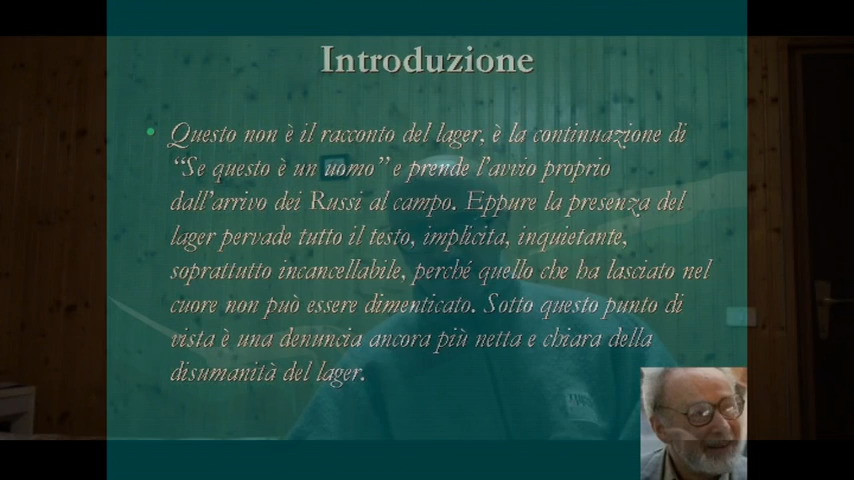 Introduzione
• Questo non è il racconto del lager, è la continuazione di
“Se questo è un uomo” e prende l’avvio proprio
dall’arrivo dei Russi al campo. Eppure la presenza del
lager pervade tutto il testo, implicita, inquietante,
soprattutto incancellabile, perché quello che ha lasciato nel
cuore non può essere dimenticato. Sotto questo punto di
vista è una denuncia ancora più netta e chiara della
disumanità del lager.